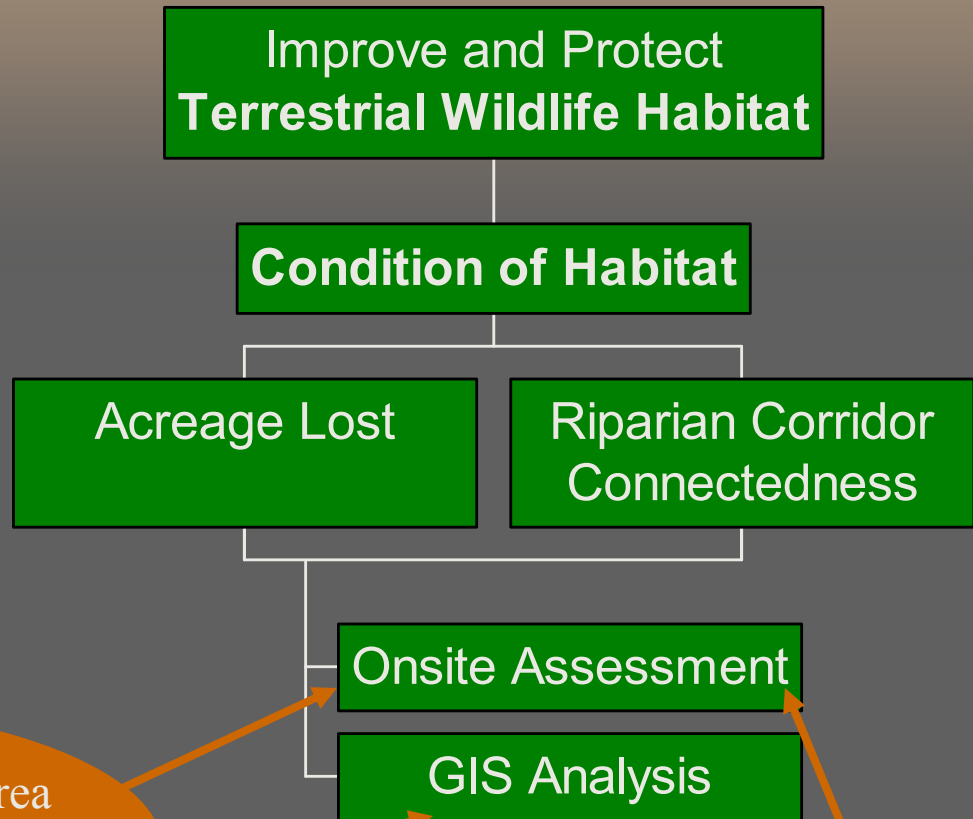 Improve and Protect
Terrestrial Wildlife Habitat
Condition of Habitat
Acreage Lost
Riparian Corridor
Connectedness
Onsite Assessment
GIS Analysis